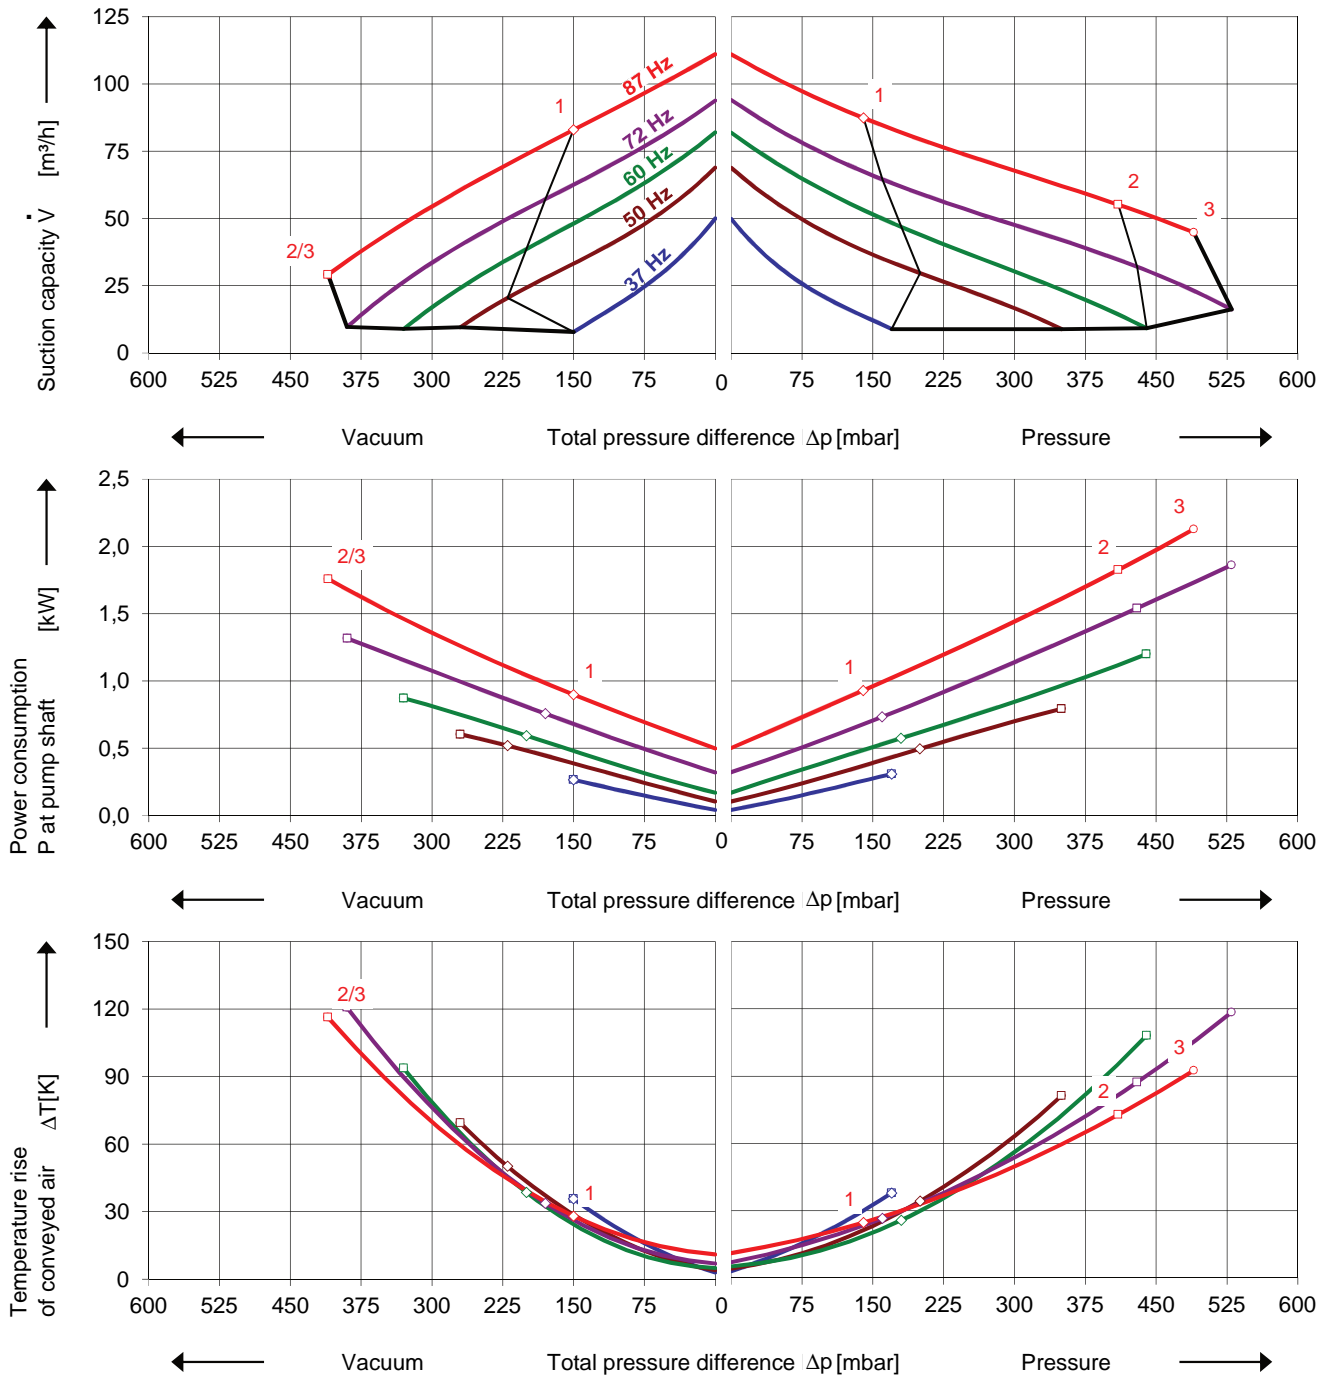 125
100
75
50
25
0
Suction capacity V̇ [m³/h]
87 Hz
72 Hz
60 Hz
50 Hz
37 Hz
1
2/3
1
2
3
600 525 450 375 300 225 150 75 0 75 150 225 300 375 450 525 600
Vacuum Total pressure difference Δp [mbar] Pressure
2,5
2,0
1,5
1,0
0,5
0,0
Power consumption
P at pump shaft [kW]
2/3
1
1
2
3
600 525 450 375 300 225 150 75 0 75 150 225 300 375 450 525 600
Vacuum Total pressure difference Δp [mbar] Pressure
150
120
90
60
30
0
Temperature rise
of conveyed air ΔT[K]
2/3
1
1
2
3
600 525 450 375 300 225 150 75 0 75 150 225 300 375 450 525 600
Vacuum Total pressure difference Δp [mbar] Pressure